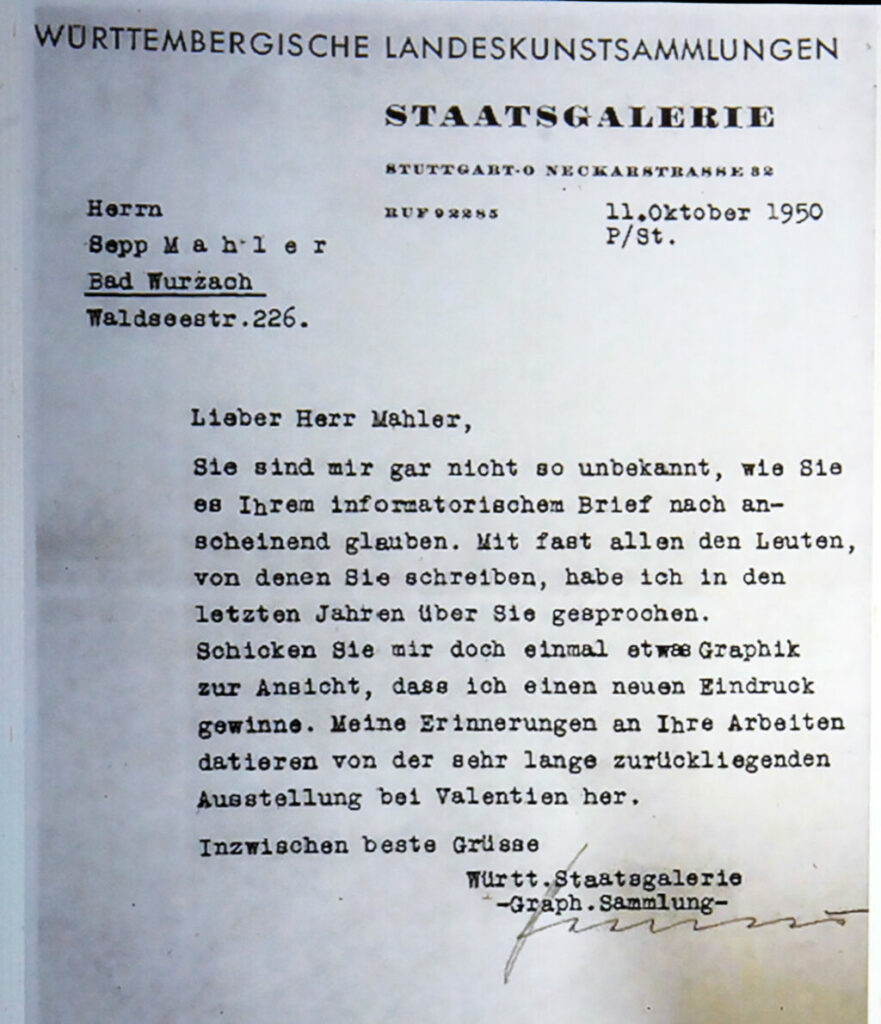 WÜRTTEMBERGISCHE LANDESKUNSTSAMMLUNGEN
STAATSGALERIE
STUTTGART-O NECKARSTRASSE 32
RUF 92285
11.Oktober 1950
P/St.
Herrn
Sepp M a h l e r
Bad Wurzach
Waldseestr.226.
Lieber Herr Mahler,
Sie sind mir gar nicht so unbekannt, wie Sie
es Ihrem informatorischem Brief nach an-
scheinend glauben. Mit fast allen den Leuten,
von denen Sie schreiben, habe ich in den
letzten Jahren über Sie gesprochen.
Schicken Sie mir doch einmal etwas Graphik
zur Ansicht, dass ich einen neuen Eindruck
gewinne. Meine Erinnerungen an Ihre Arbeiten
datieren von der sehr lange zurückliegenden
Ausstellung bei Valentien her.
Inzwischen beste Grüsse
Württ.Staatsgalerie
-Graph.Sammlung-